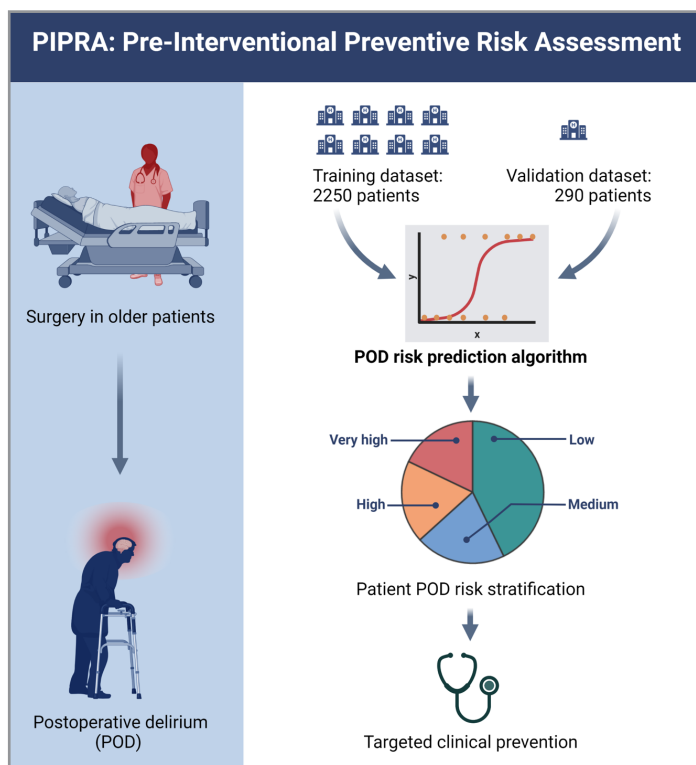 PIPRA: Pre-Interventional Preventive Risk Assessment
Surgery in older patients
Postoperative delirium
(POD)
Training dataset:
2250 patients
Validation dataset:
290 patients
y
x
POD risk prediction algorithm
Very high
Low
High
Medium
Patient POD risk stratification
Targeted clinical prevention